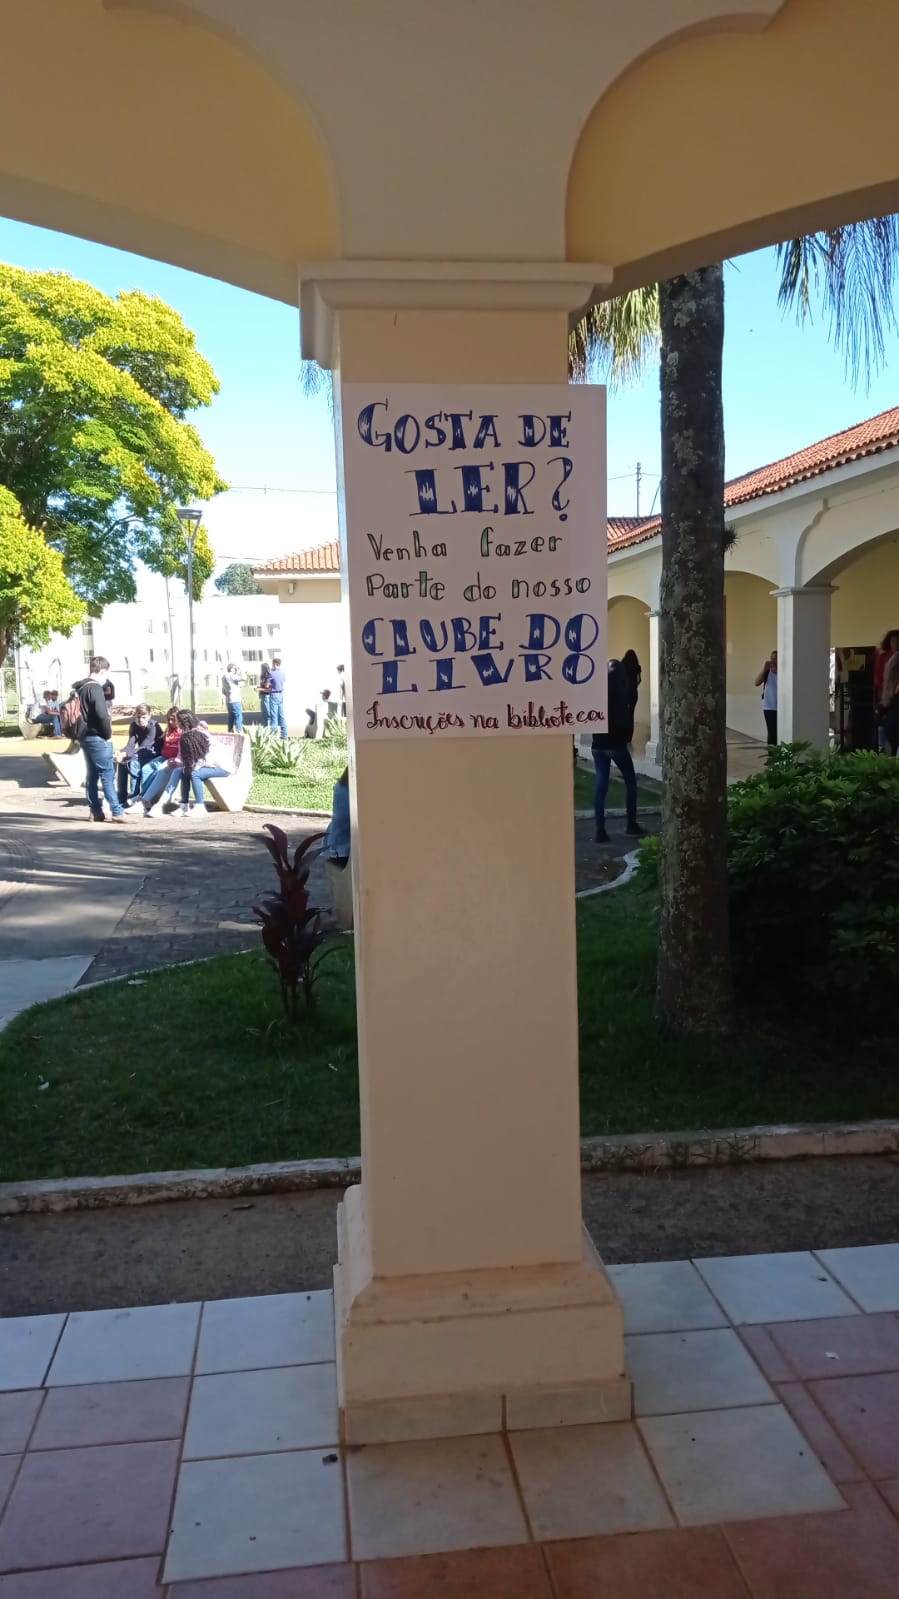 GOSTA DE
LER?
Venha fazer
Parte do nosso
CLUBE DO
LIVRO
Inscrições na biblioteca